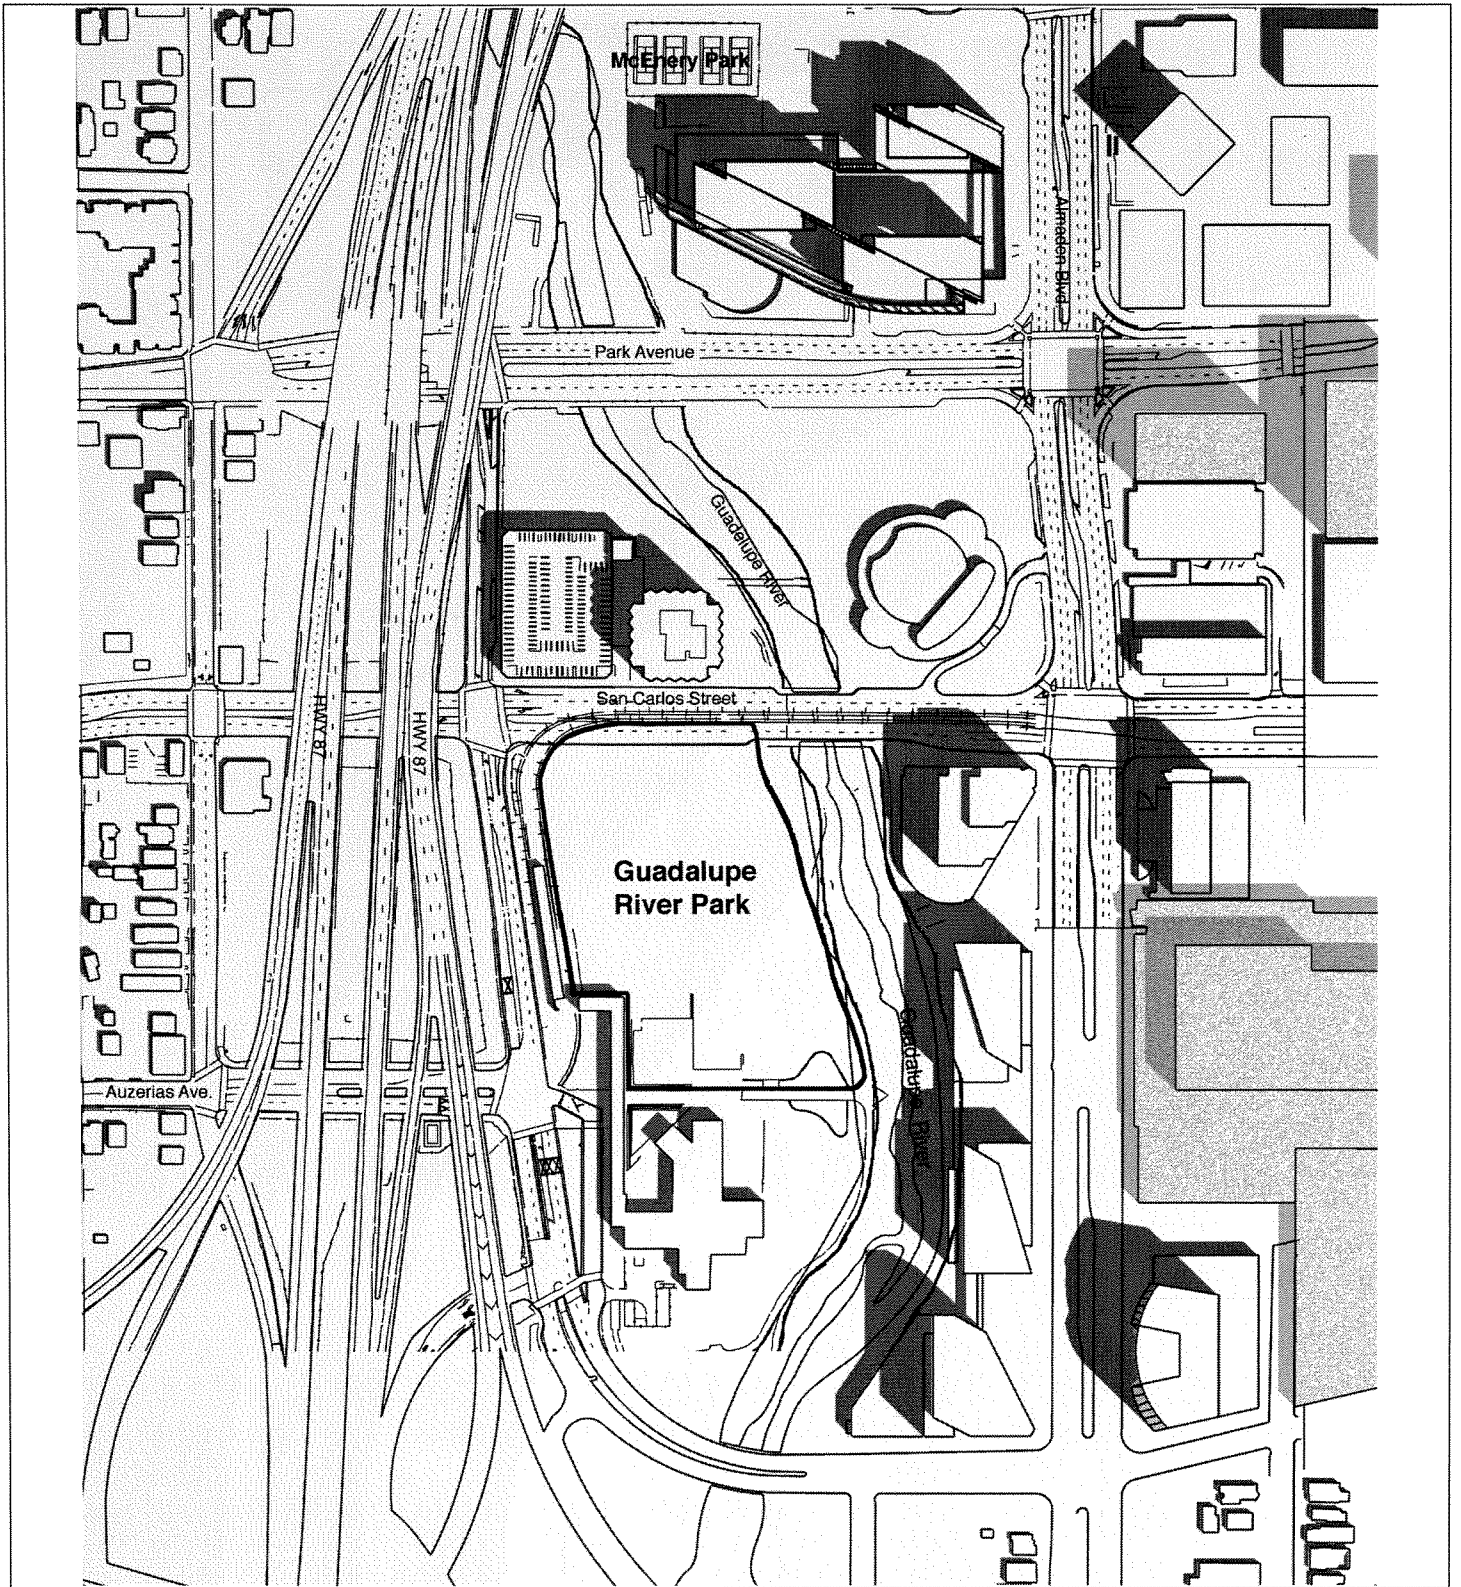 McEnery Park
Almaden Blvd
Park Avenue
Guadelupe River
San Carlos Street
HWY 87
HWY 87
Guadalupe
River Park
Guadalupe River
Auzerias Ave.